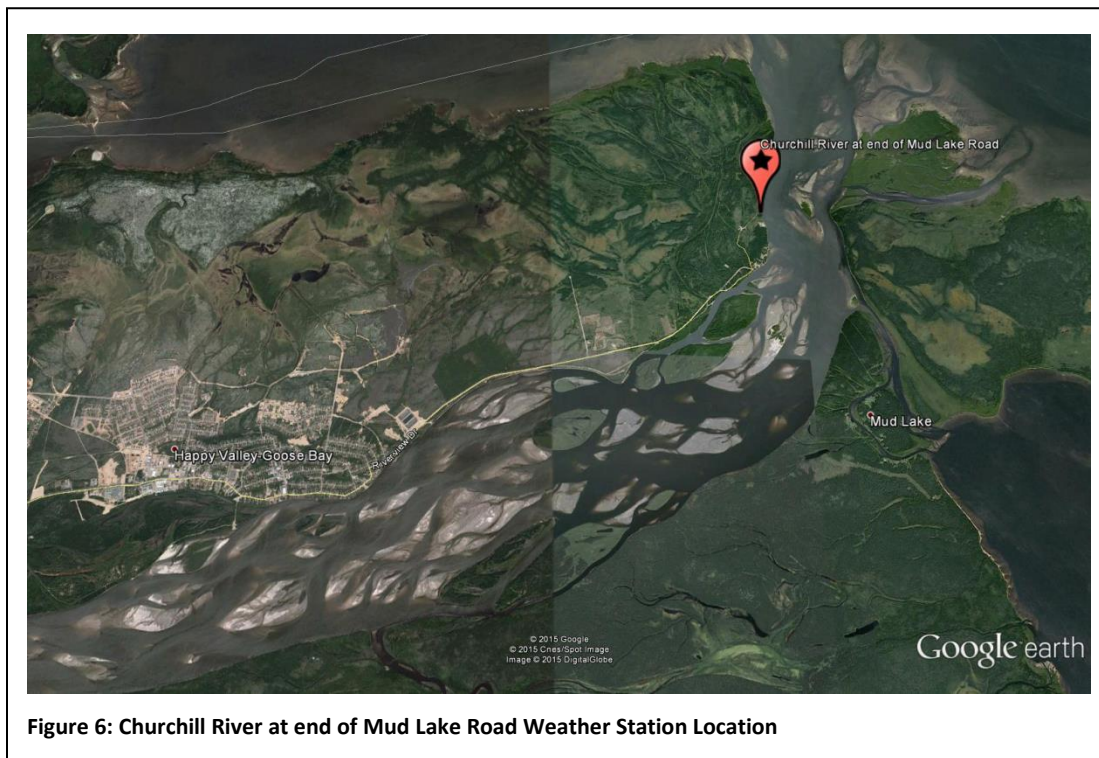 Churchill River at end of Mud Lake Road
Mud Lake
Happy Valley-Goose Bay
Riverview Dr
© 2015 Google
© 2015 Cnes/Spot Image
Image © 2015 DigitalGlobe
Google earth
Figure 6: Churchill River at end of Mud Lake Road Weather Station Location